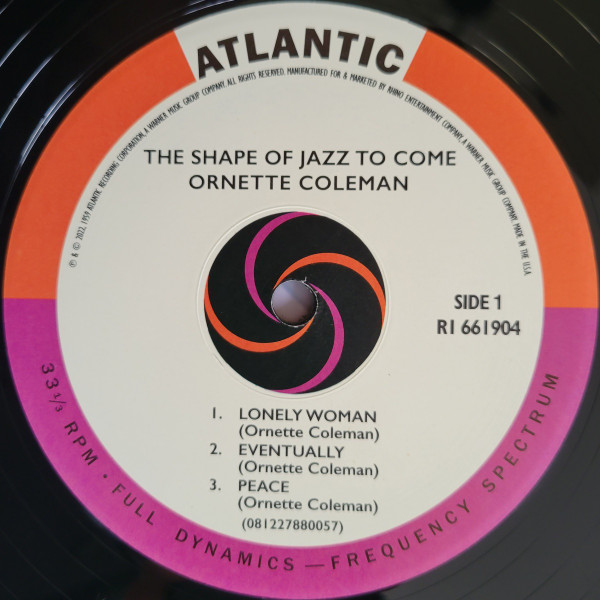 ATLANTIC
℗ & © 2022, 1959 ATLANTIC RECORDING CORPORATION, A WARNER MUSIC GROUP COMPANY. ALL RIGHTS RESERVED. MANUFACTURED FOR & MARKETED BY RHINO ENTERTAINMENT COMPANY, A WARNER MUSIC GROUP COMPANY. MADE IN THE U.S.A.
THE SHAPE OF JAZZ TO COME
ORNETTE COLEMAN
SIDE 1
R1 661904
1. LONELY WOMAN
(Ornette Coleman)
2. EVENTUALLY
(Ornette Coleman)
3. PEACE
(Ornette Coleman)
(081227880057)
33 1/3 RPM · FULL DYNAMICS — FREQUENCY SPECTRUM